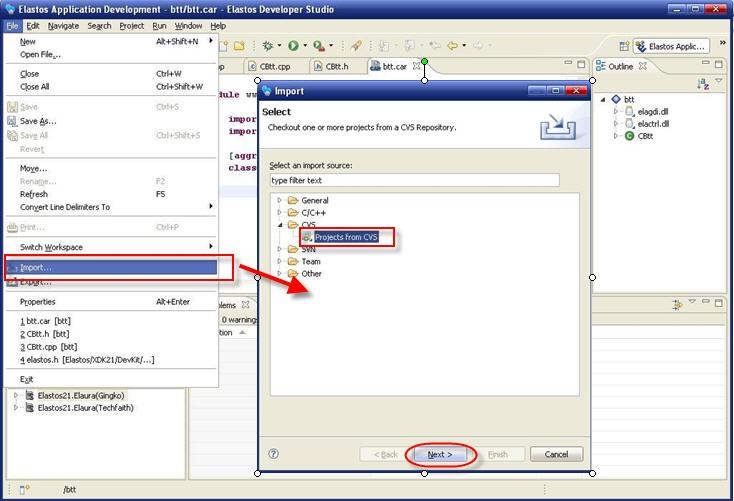 Elastos Application Development - btt/btt.car - Elastos Developer Studio
File Edit Navigate Search Project Run Window Help
New Alt+Shift+N
Open File...
Close Ctrl+W
Close All Ctrl+Shift+W
Save Ctrl+S
Save As...
Save All Ctrl+Shift+S
Revert
Move...
Rename... F2
Refresh F5
Convert Line Delimiters To
Print... Ctrl+P
Switch Workspace
Import...
Export...
Properties Alt+Enter
1 btt.car [btt]
2 CBtt.h [btt]
3 CBtt.cpp [btt]
4 elastos.h [Elastos/XDK21/DevKit/...]
Exit
Elastos21.Elaura(Gingko)
Elastos21.Elaura(Techfaith)
/btt
Elastos Applic...
CBtt.cpp
CBtt.h
btt.car
dule w
impor
impor
[aggr
class
Import
Select
Checkout one or more projects from a CVS Repository.
Select an import source:
type filter text
General
C/C++
CVS
Projects from CVS
SVN
Team
Other
< Back
Next >
Finish
Cancel
Outline
btt
elagdi.dll
elactrl.dll
CBtt
lems
0 warning
tion